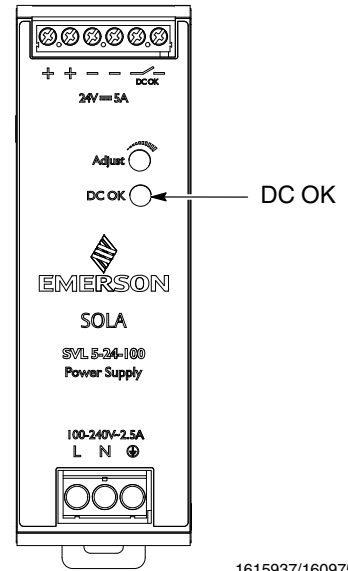 + + − − DC OK
24V⎓5A
Adjust
DC OK
DC OK
EMERSON
SOLA
SVL 5-24-100
Power Supply
100-240V~2.5A
L N